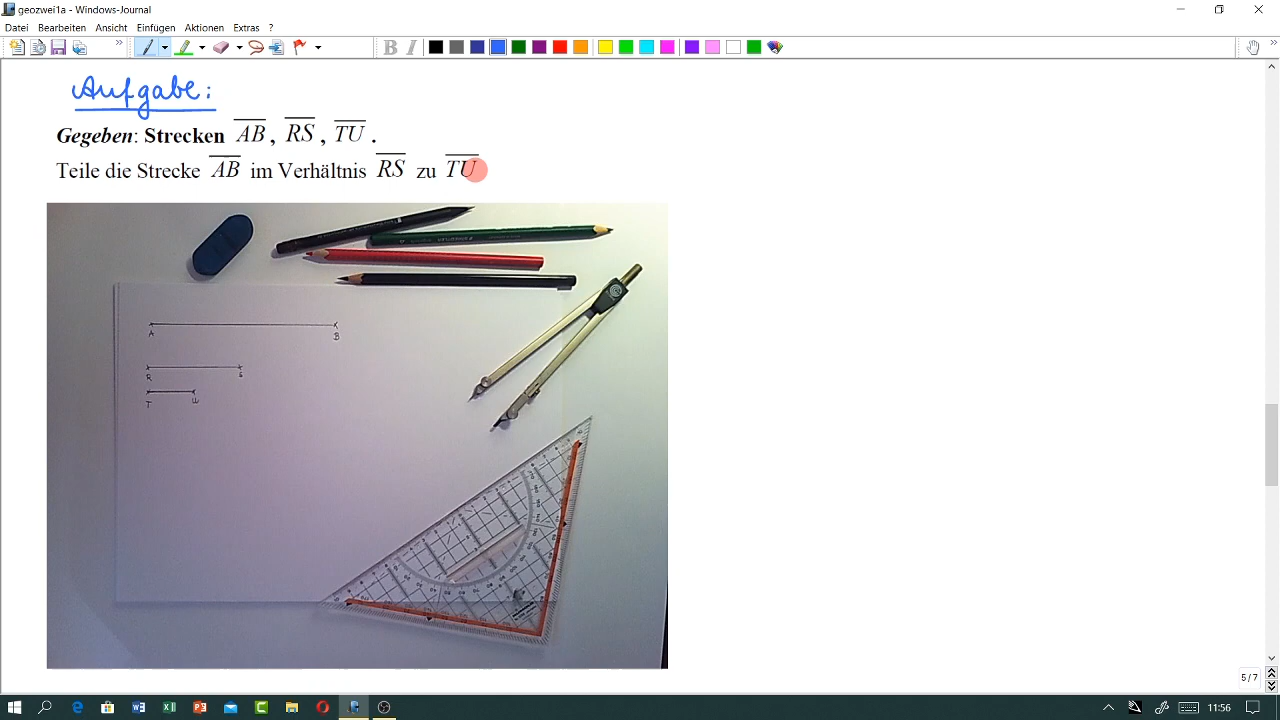 geozwei1a - Windows-Journal
Datei Bearbeiten Ansicht Einfügen Aktionen Extras ?
B I
Aufgabe:
Gegeben: Strecken AB, RS, TU.
Teile die Strecke AB im Verhältnis RS zu TU
A B
R S
T U
5/7
11:56